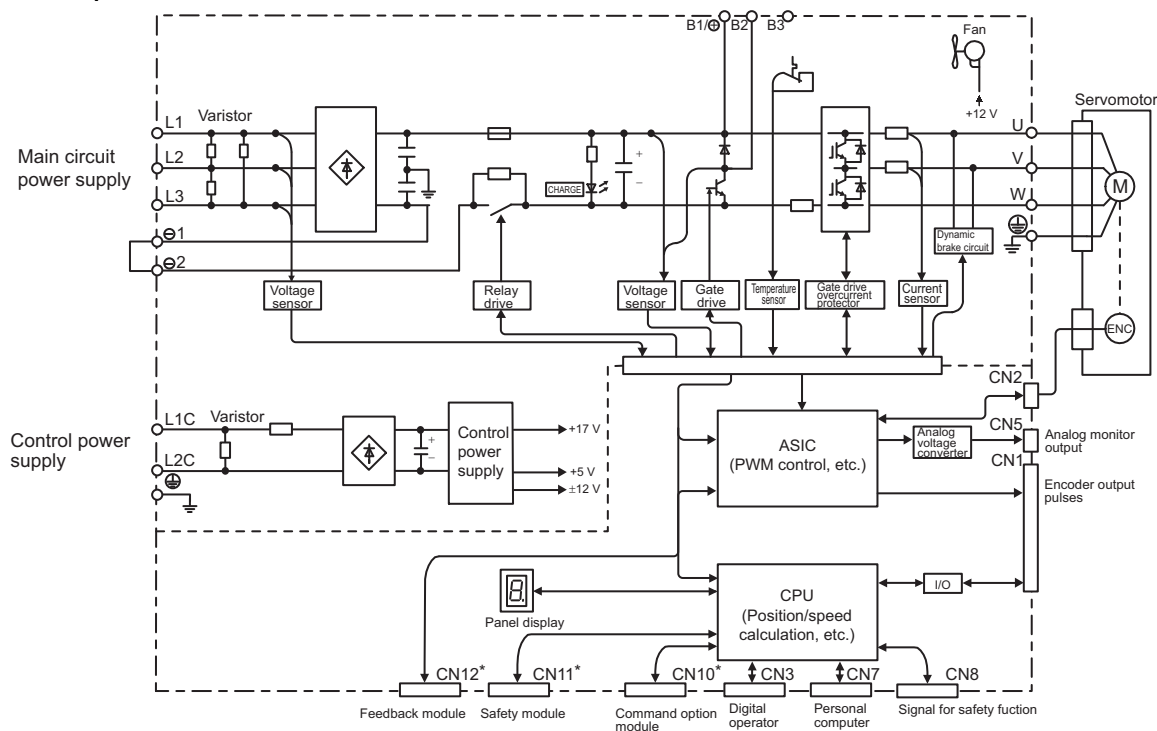 B1/⊕ B2 B3
Fan
+12 V
Servomotor
Varistor
L1
L2
L3
⊖1
⊖2
Main circuit
power supply
+
−
CHARGE
U
V
W
M
ENC
Dynamic
brake circuit
Voltage
sensor
Relay
drive
Voltage
sensor
Gate
drive
Temperature
sensor
Gate drive
overcurrent
protector
Current
sensor
Control power
supply
L1C
L2C
Varistor
+
−
Control
power
supply
+17 V
+5 V
±12 V
ASIC
(PWM control, etc.)
Analog
voltage
converter
CN2
CN5
CN1
Analog monitor
output
Encoder output
pulses
8.
Panel display
CPU
(Position/speed
calculation, etc.)
I/O
CN12*
CN11*
CN10*
CN3
CN7
CN8
Feedback module
Safety module
Command option
module
Digital
operator
Personal
computer
Signal for safety fuction